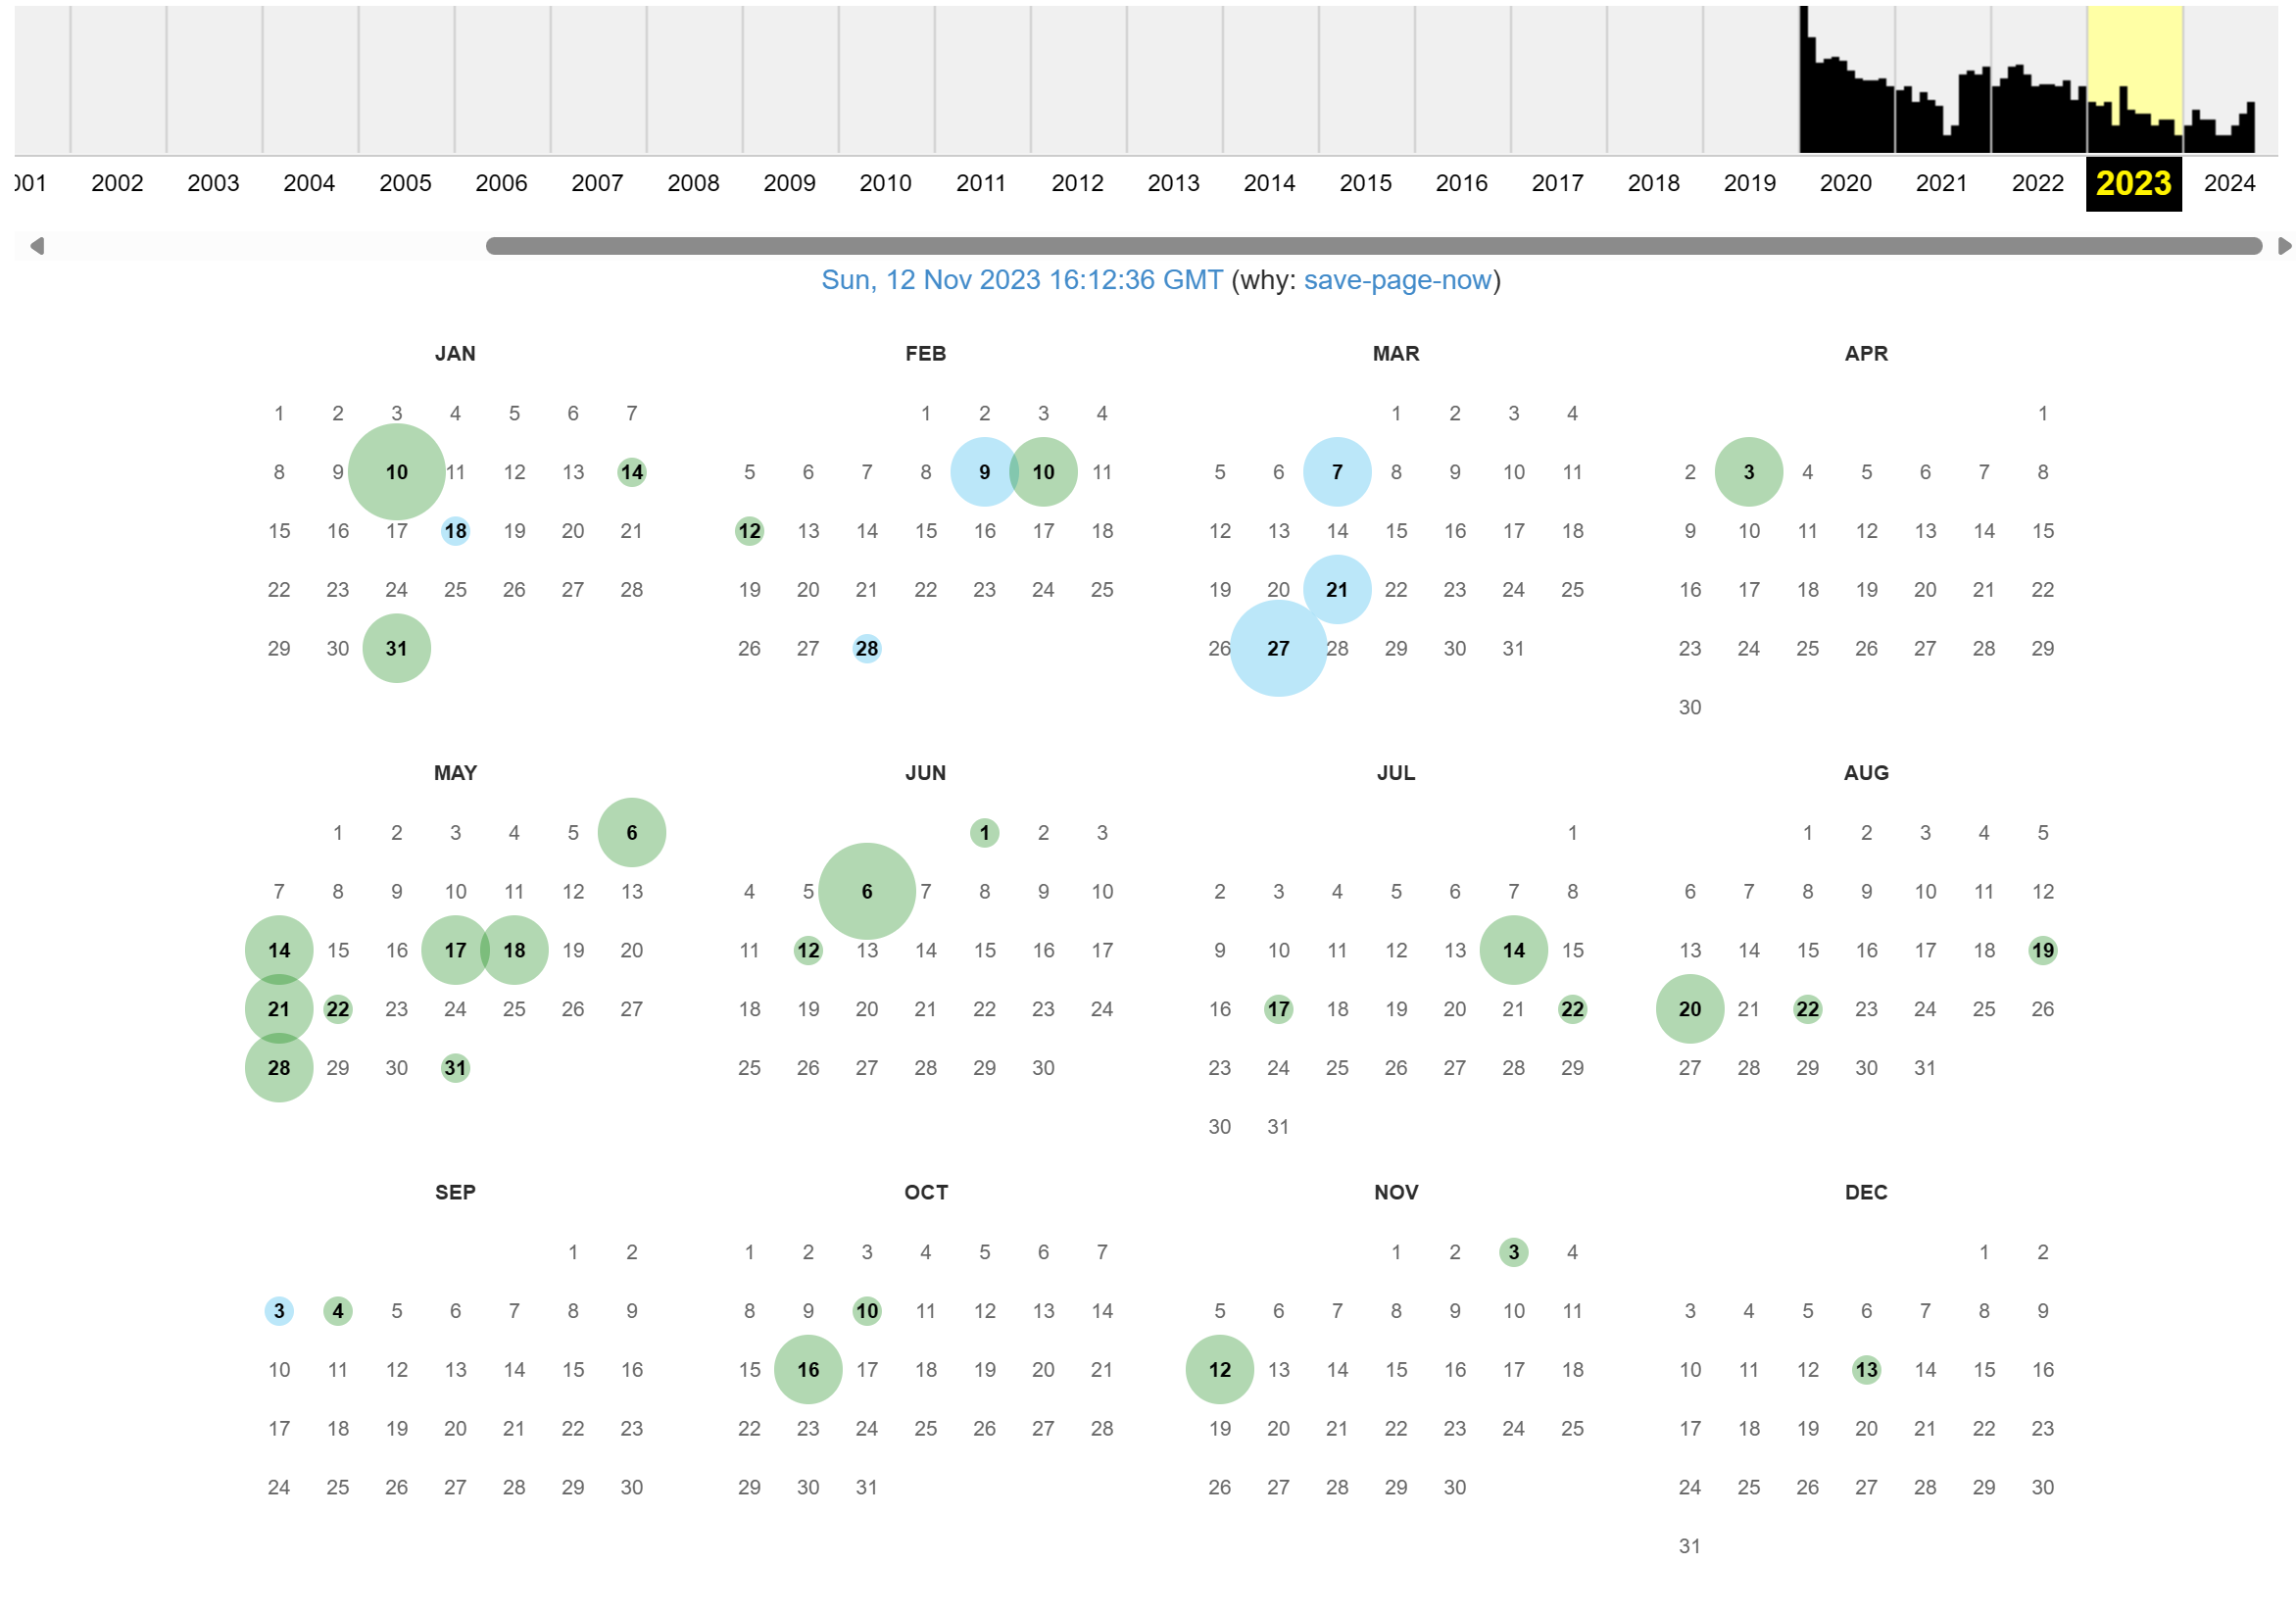 001 2002 2003 2004 2005 2006 2007 2008 2009 2010 2011 2012 2013 2014 2015 2016 2017 2018 2019 2020 2021 2022 2023 2024
Sun, 12 Nov 2023 16:12:36 GMT (why: save-page-now)
JAN FEB MAR APR
1 2 3 4 5 6 7 1 2 3 4 1 2 3 4 1
8 9 10 11 12 13 14 5 6 7 8 9 10 11 5 6 7 8 9 10 11 2 3 4 5 6 7 8
15 16 17 18 19 20 21 12 13 14 15 16 17 18 12 13 14 15 16 17 18 9 10 11 12 13 14 15
22 23 24 25 26 27 28 19 20 21 22 23 24 25 19 20 21 22 23 24 25 16 17 18 19 20 21 22
29 30 31 26 27 28 26 27 28 29 30 31 23 24 25 26 27 28 29
30
MAY JUN JUL AUG
1 2 3 4 5 6 1 2 3 1 1 2 3 4 5
7 8 9 10 11 12 13 4 5 6 7 8 9 10 2 3 4 5 6 7 8 6 7 8 9 10 11 12
14 15 16 17 18 19 20 11 12 13 14 15 16 17 9 10 11 12 13 14 15 13 14 15 16 17 18 19
21 22 23 24 25 26 27 18 19 20 21 22 23 24 16 17 18 19 20 21 22 20 21 22 23 24 25 26
28 29 30 31 25 26 27 28 29 30 23 24 25 26 27 28 29 27 28 29 30 31
30 31
SEP OCT NOV DEC
1 2 1 2 3 4 5 6 7 1 2 3 4 1 2
3 4 5 6 7 8 9 8 9 10 11 12 13 14 5 6 7 8 9 10 11 3 4 5 6 7 8 9
10 11 12 13 14 15 16 15 16 17 18 19 20 21 12 13 14 15 16 17 18 10 11 12 13 14 15 16
17 18 19 20 21 22 23 22 23 24 25 26 27 28 19 20 21 22 23 24 25 17 18 19 20 21 22 23
24 25 26 27 28 29 30 29 30 31 26 27 28 29 30 24 25 26 27 28 29 30
31